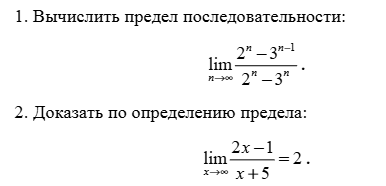 1. Вычислить предел последовательности:
lim_{n→∞} (2^n − 3^{n−1}) / (2^n − 3^n) .
2. Доказать по определению предела:
lim_{x→∞} (2x − 1) / (x + 5) = 2 .